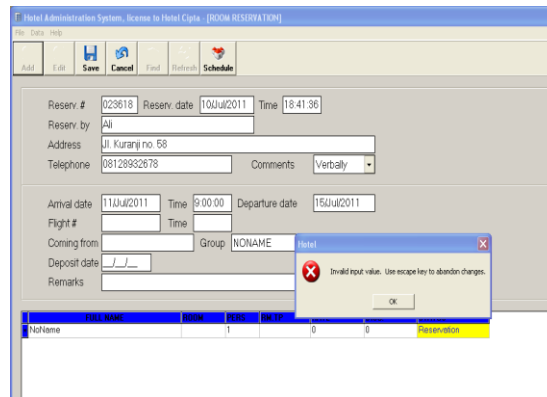 Hotel Administration System, license to Hotel Cipta - [ROOM RESERVATION]
File Data Help
Add Edit Save Cancel Find Refresh Schedule
Reserv. # 023618 Reserv. date 10/Jul/2011 Time 18:41:36
Reserv. by Ali
Address Jl. Kuranji no. 58
Telephone 08128932678 Comments Verbally
Arrival date 11/Jul/2011 Time 9:00:00 Departure date 15/Jul/2011
Flight # Time
Coming from Group NONAME
Deposit date _/_/__
Remarks
Hotel
Invalid input value. Use escape key to abandon changes.
OK
FULL NAME ROOM PERS
NoName 1 0 0 Reservation